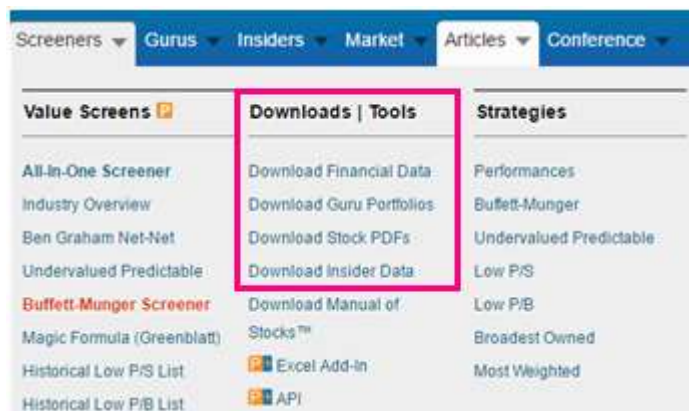 Screeners Gurus Insiders Market Articles Conference
Value Screens P
All-In-One Screener
Industry Overview
Ben Graham Net-Net
Undervalued Predictable
Buffett-Munger Screener
Magic Formula (Greenblatt)
Historical Low P/S List
Historical Low P/B List
Downloads | Tools
Download Financial Data
Download Guru Portfolios
Download Stock PDFs
Download Insider Data
Download Manual of
Stocks™
P Excel Add-In
P API
Strategies
Performances
Buffett-Munger
Undervalued Predictable
Low P/S
Low P/B
Broadest Owned
Most Weighted